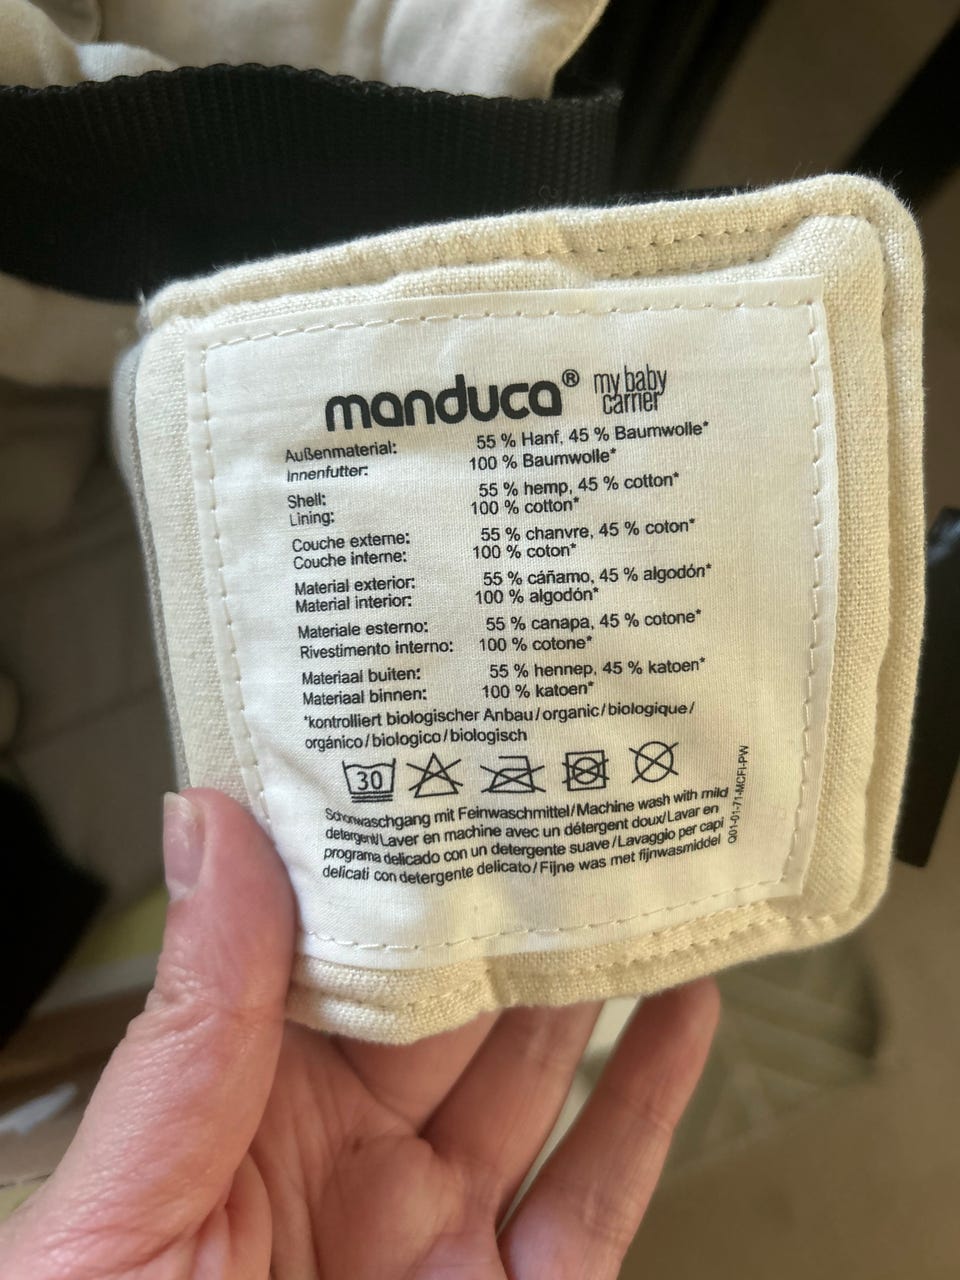 manduca® my baby carrier
Außenmaterial: 55 % Hanf, 45 % Baumwolle*
Innenfutter: 100 % Baumwolle*
Shell: 55 % hemp, 45 % cotton*
Lining: 100 % cotton*
Couche externe: 55 % chanvre, 45 % coton*
Couche interne: 100 % coton*
Material exterior: 55 % cáñamo, 45 % algodón*
Material interior: 100 % algodón*
Materiale esterno: 55 % canapa, 45 % cotone*
Rivestimento interno: 100 % cotone*
Materiaal buiten: 55 % hennep, 45 % katoen*
Materiaal binnen: 100 % katoen*
*kontrolliert biologischer Anbau/organic/biologique/
orgánico/biologico/biologisch
30
Schonwaschgang mit Feinwaschmittel/Machine wash with mild
detergent/Laver en machine avec un détergent doux/Lavar en
programa delicado con un detergente suave/Lavaggio per capi
delicati con detergente delicato/Fijne was met fijnwasmiddel
Q01-01-71-MCFI-PW